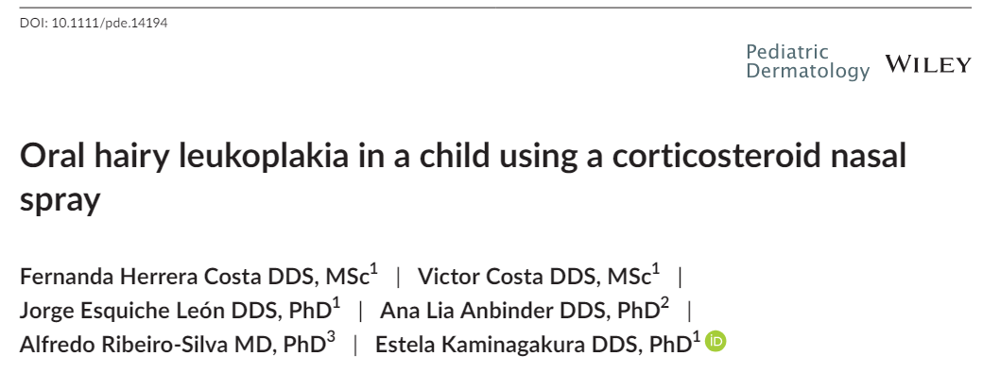 DOI: 10.1111/pde.14194
Pediatric
Dermatology WILEY
Oral hairy leukoplakia in a child using a corticosteroid nasal
spray
Fernanda Herrera Costa DDS, MSc1 | Victor Costa DDS, MSc1 |
Jorge Esquiche León DDS, PhD1 | Ana Lia Anbinder DDS, PhD2 |
Alfredo Ribeiro-Silva MD, PhD3 | Estela Kaminagakura DDS, PhD1 iD